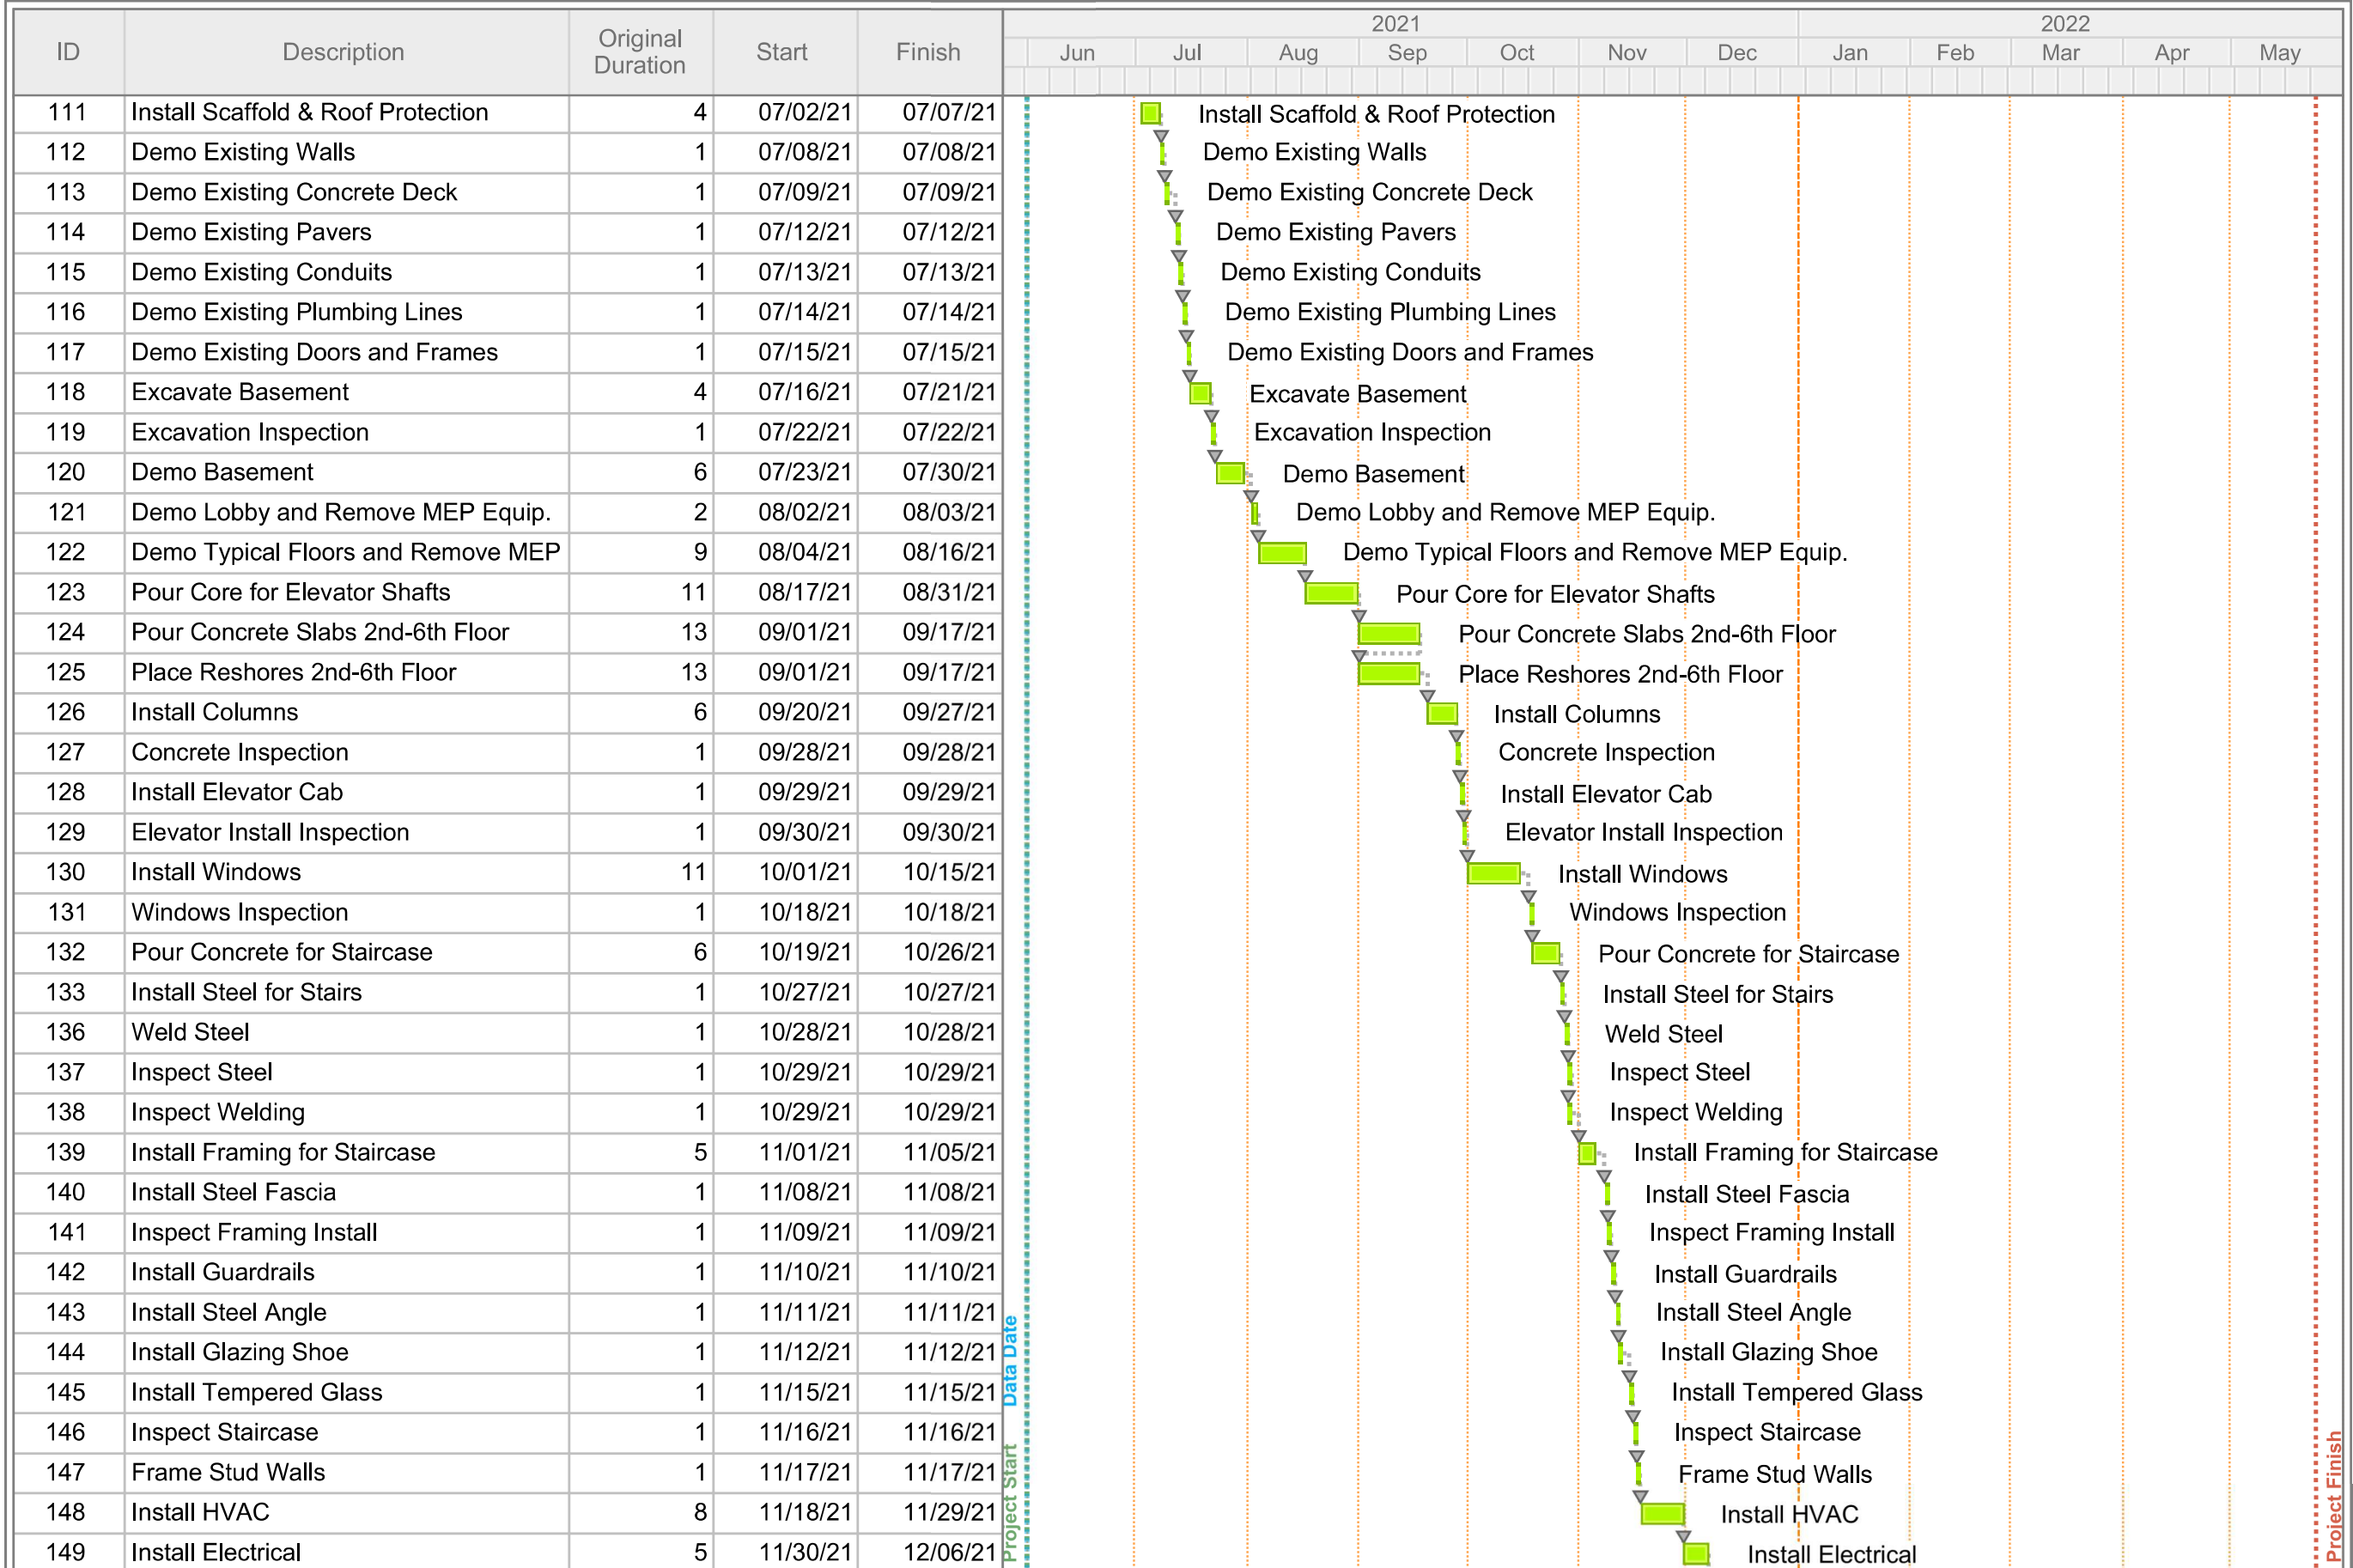 2021 2022
ID Description Original Duration Start Finish Jun Jul Aug Sep Oct Nov Dec Jan Feb Mar Apr May
111 Install Scaffold & Roof Protection 4 07/02/21 07/07/21 Install Scaffold & Roof Protection
112 Demo Existing Walls 1 07/08/21 07/08/21 Demo Existing Walls
113 Demo Existing Concrete Deck 1 07/09/21 07/09/21 Demo Existing Concrete Deck
114 Demo Existing Pavers 1 07/12/21 07/12/21 Demo Existing Pavers
115 Demo Existing Conduits 1 07/13/21 07/13/21 Demo Existing Conduits
116 Demo Existing Plumbing Lines 1 07/14/21 07/14/21 Demo Existing Plumbing Lines
117 Demo Existing Doors and Frames 1 07/15/21 07/15/21 Demo Existing Doors and Frames
118 Excavate Basement 4 07/16/21 07/21/21 Excavate Basement
119 Excavation Inspection 1 07/22/21 07/22/21 Excavation Inspection
120 Demo Basement 6 07/23/21 07/30/21 Demo Basement
121 Demo Lobby and Remove MEP Equip. 2 08/02/21 08/03/21 Demo Lobby and Remove MEP Equip.
122 Demo Typical Floors and Remove MEP 9 08/04/21 08/16/21 Demo Typical Floors and Remove MEP Equip.
123 Pour Core for Elevator Shafts 11 08/17/21 08/31/21 Pour Core for Elevator Shafts
124 Pour Concrete Slabs 2nd-6th Floor 13 09/01/21 09/17/21 Pour Concrete Slabs 2nd-6th Floor
125 Place Reshores 2nd-6th Floor 13 09/01/21 09/17/21 Place Reshores 2nd-6th Floor
126 Install Columns 6 09/20/21 09/27/21 Install Columns
127 Concrete Inspection 1 09/28/21 09/28/21 Concrete Inspection
128 Install Elevator Cab 1 09/29/21 09/29/21 Install Elevator Cab
129 Elevator Install Inspection 1 09/30/21 09/30/21 Elevator Install Inspection
130 Install Windows 11 10/01/21 10/15/21 Install Windows
131 Windows Inspection 1 10/18/21 10/18/21 Windows Inspection
132 Pour Concrete for Staircase 6 10/19/21 10/26/21 Pour Concrete for Staircase
133 Install Steel for Stairs 1 10/27/21 10/27/21 Install Steel for Stairs
136 Weld Steel 1 10/28/21 10/28/21 Weld Steel
137 Inspect Steel 1 10/29/21 10/29/21 Inspect Steel
138 Inspect Welding 1 10/29/21 10/29/21 Inspect Welding
139 Install Framing for Staircase 5 11/01/21 11/05/21 Install Framing for Staircase
140 Install Steel Fascia 1 11/08/21 11/08/21 Install Steel Fascia
141 Inspect Framing Install 1 11/09/21 11/09/21 Inspect Framing Install
142 Install Guardrails 1 11/10/21 11/10/21 Install Guardrails
143 Install Steel Angle 1 11/11/21 11/11/21 Install Steel Angle
144 Install Glazing Shoe 1 11/12/21 11/12/21 Install Glazing Shoe
145 Install Tempered Glass 1 11/15/21 11/15/21 Install Tempered Glass
146 Inspect Staircase 1 11/16/21 11/16/21 Inspect Staircase
147 Frame Stud Walls 1 11/17/21 11/17/21 Frame Stud Walls
148 Install HVAC 8 11/18/21 11/29/21 Install HVAC
149 Install Electrical 5 11/30/21 12/06/21 Install Electrical
Data Date
Project Start
Project Finish